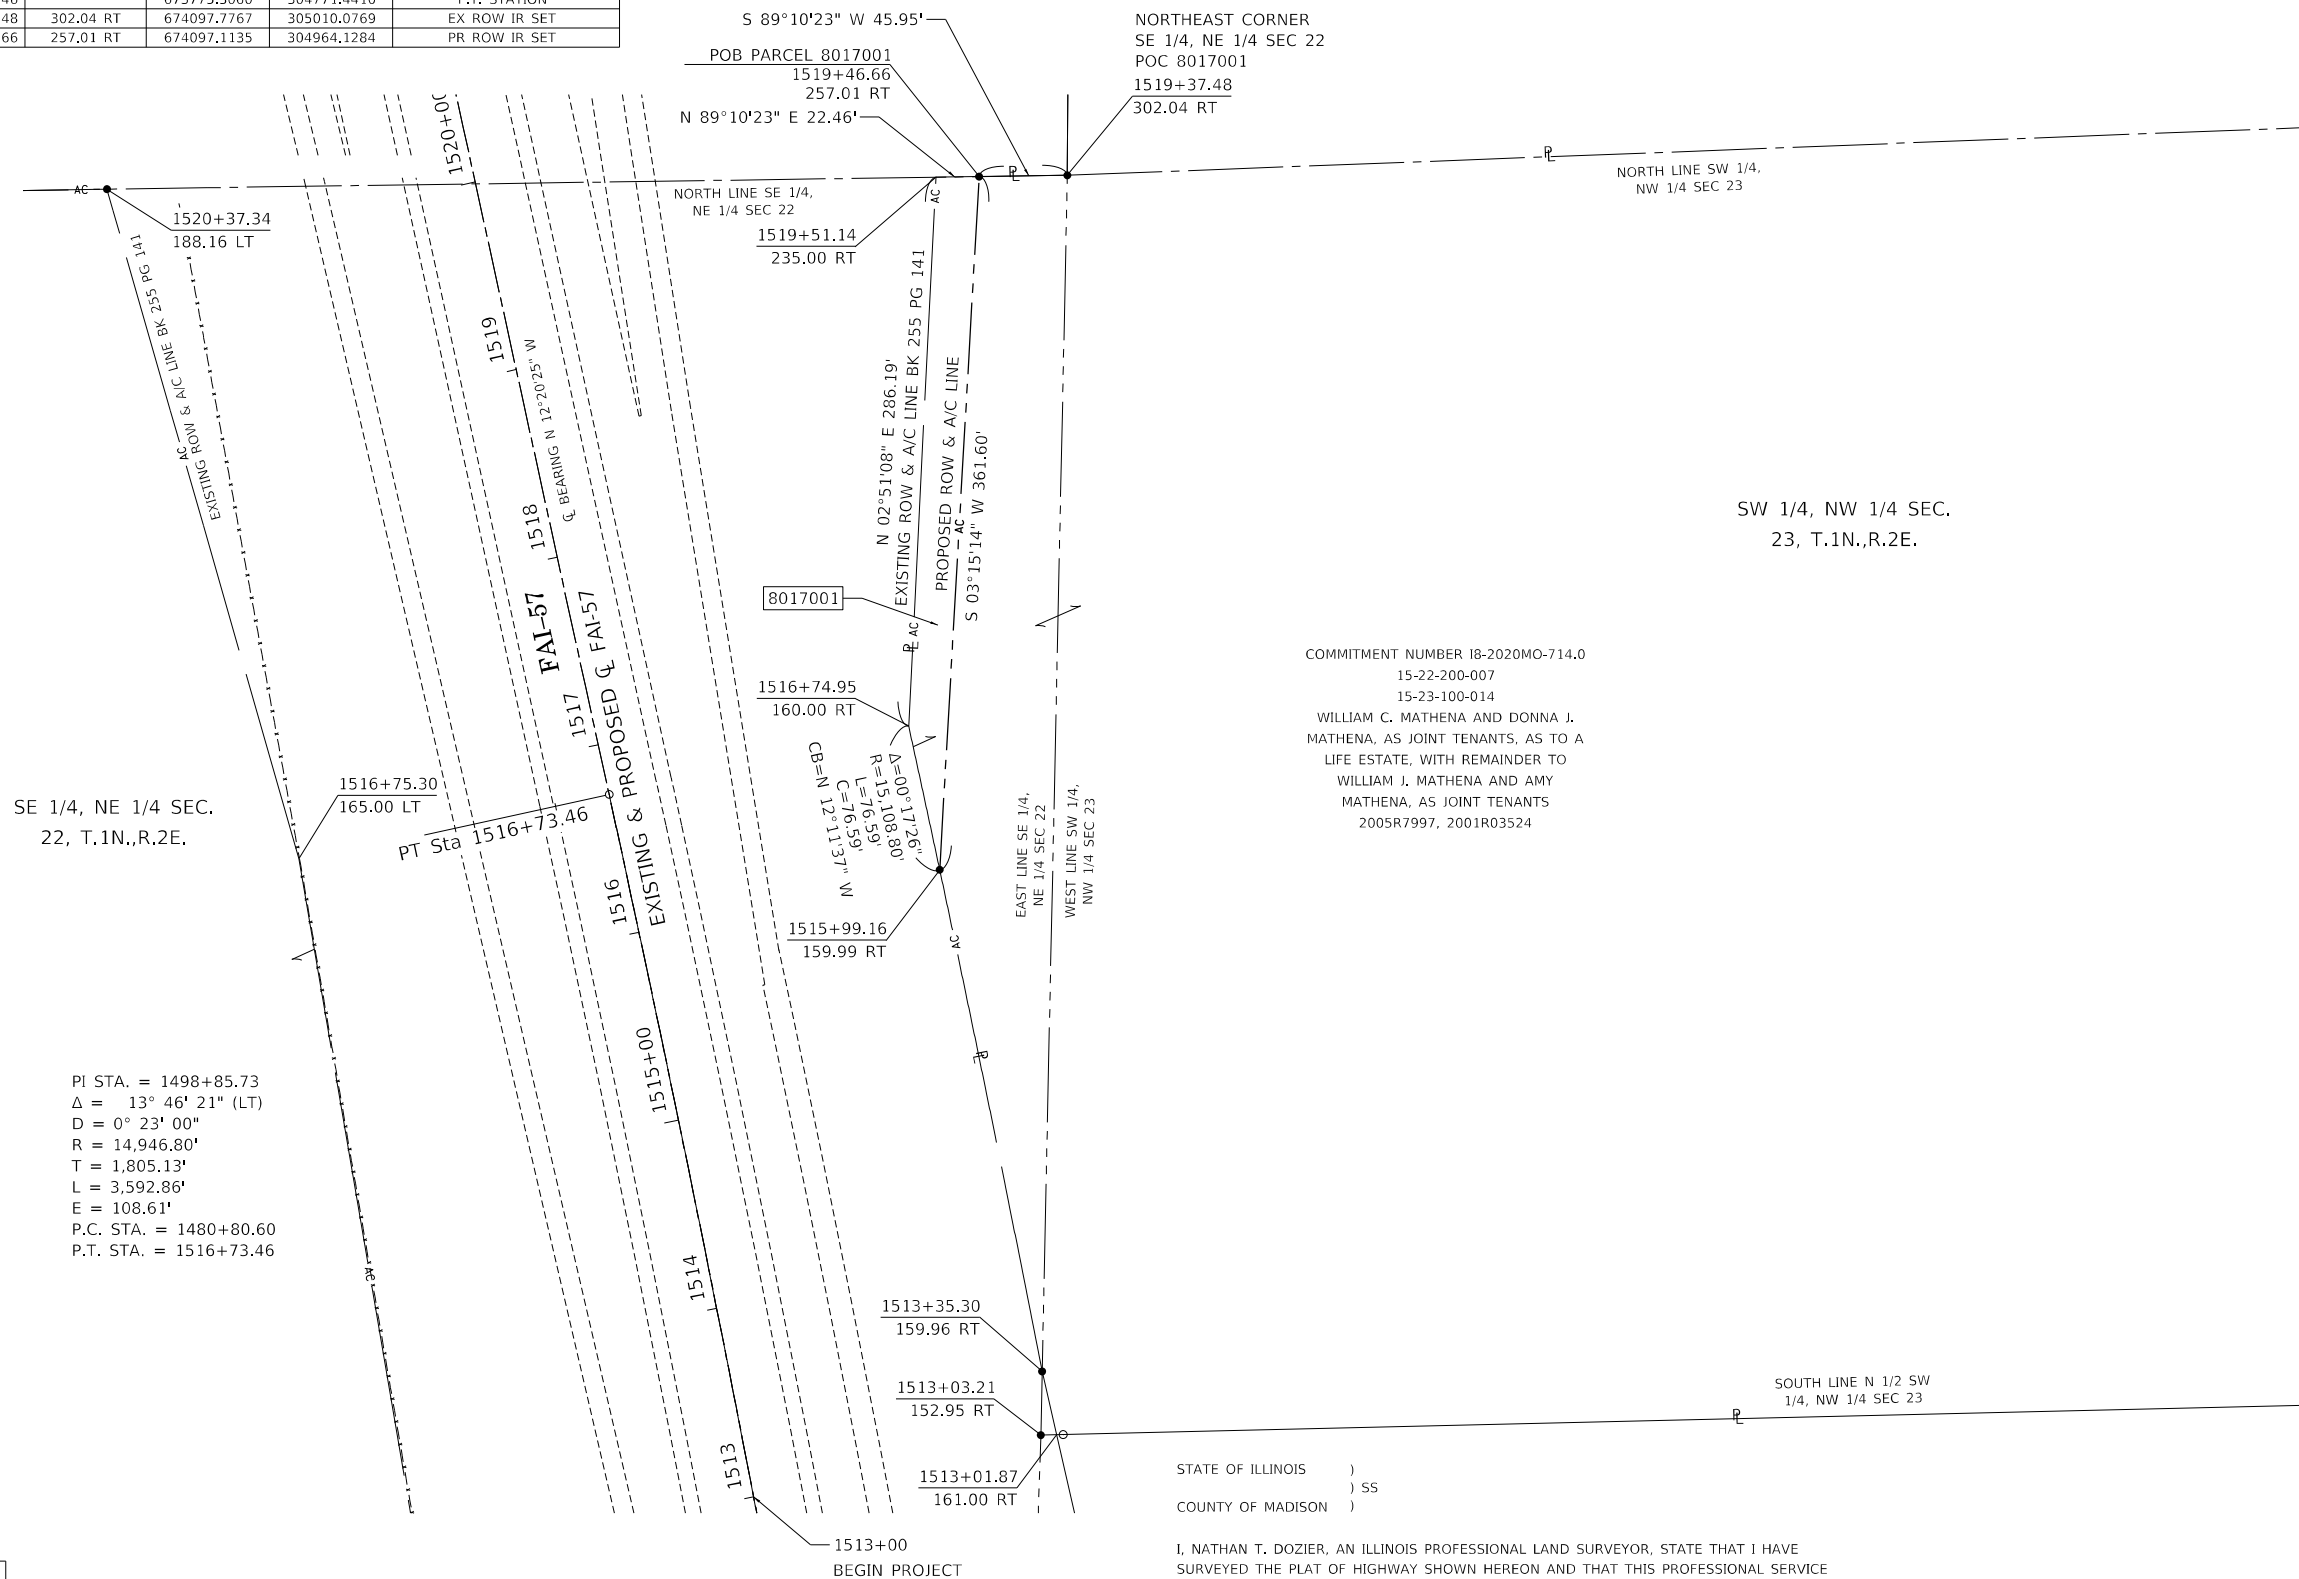 48 302.04 RT 674097.7767 305010.0769 EX ROW IR SET
66 257.01 RT 674097.1135 304964.1284 PR ROW IR SET
S 89°10'23" W 45.95'
POB PARCEL 8017001
1519+46.66
257.01 RT
N 89°10'23" E 22.46'
NORTHEAST CORNER
SE 1/4, NE 1/4 SEC 22
POC 8017001
1519+37.48
302.04 RT
1520+00
AC
1520+37.34
188.16 LT
NORTH LINE SE 1/4,
NE 1/4 SEC 22
1519+51.14
235.00 RT
AC
PL
PL
NORTH LINE SW 1/4,
NW 1/4 SEC 23
EXISTING ROW & A/C LINE BK 255 PG 141
AC
1519
℄ BEARING N 12°20'25" W
1518
FAI-57
1517
EXISTING & PROPOSED ℄ FAI-57
N 02°51'08" E 286.19'
EXISTING ROW & A/C LINE BK 255 PG 141
PROPOSED ROW & A/C LINE
AC
S 03°15'14" W 361.60'
8017001
PL
AC
SW 1/4, NW 1/4 SEC.
23, T.1N.,R.2E.
COMMITMENT NUMBER I8-2020MO-714.0
15-22-200-007
15-23-100-014
WILLIAM C. MATHENA AND DONNA J.
MATHENA, AS JOINT TENANTS, AS TO A
LIFE ESTATE, WITH REMAINDER TO
WILLIAM J. MATHENA AND AMY
MATHENA, AS JOINT TENANTS
2005R7997, 2001R03524
1516+74.95
160.00 RT
Δ=00°17'26"
R=15,108.80'
L=76.59'
C=76.59'
CB=N 12°11'37" W
1516+75.30
165.00 LT
PT Sta 1516+73.46
SE 1/4, NE 1/4 SEC.
22, T.1N.,R.2E.
1516
1515+99.16
159.99 RT
AC
EAST LINE SE 1/4,
NE 1/4 SEC 22
WEST LINE SW 1/4,
NW 1/4 SEC 23
1515+00
PL
PI STA. = 1498+85.73
Δ = 13° 46' 21" (LT)
D = 0° 23' 00"
R = 14,946.80'
T = 1,805.13'
L = 3,592.86'
E = 108.61'
P.C. STA. = 1480+80.60
P.T. STA. = 1516+73.46
AC
1514
1513+35.30
159.96 RT
1513+03.21
152.95 RT
SOUTH LINE N 1/2 SW
1/4, NW 1/4 SEC 23
PL
1513
1513+01.87
161.00 RT
1513+00
BEGIN PROJECT
STATE OF ILLINOIS )
) SS
COUNTY OF MADISON )
I, NATHAN T. DOZIER, AN ILLINOIS PROFESSIONAL LAND SURVEYOR, STATE THAT I HAVE
SURVEYED THE PLAT OF HIGHWAY SHOWN HEREON AND THAT THIS PROFESSIONAL SERVICE